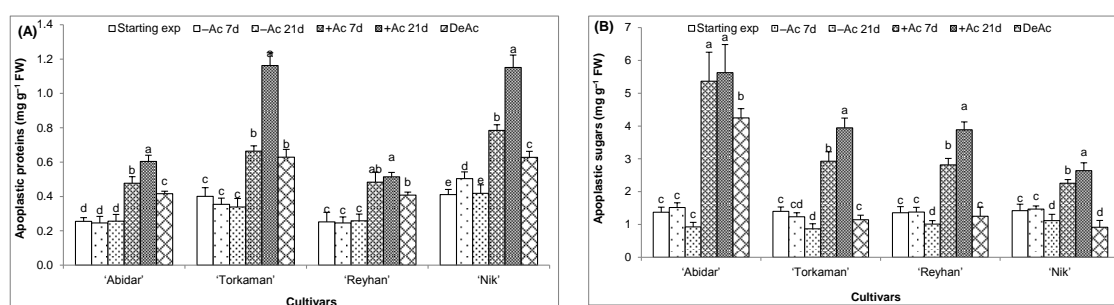 (A)
Starting exp –Ac 7d –Ac 21d +Ac 7d +Ac 21d DeAc
Apoplastic proteins (mg g⁻¹ FW)
1.4
1.2
1.0
0.8
0.6
0.4
0.2
0.0
d d d b a c
c c c b a b
c c c ab a b
e d e b a c
'Abidar' 'Torkaman' 'Reyhan' 'Nik'
Cultivars
(B)
Starting exp –Ac 7d –Ac 21d +Ac 7d +Ac 21d DeAc
Apoplastic sugars (mg g⁻¹ FW)
7
6
5
4
3
2
1
0
c c d a a b
c cd d b a c
c c d b a c
c c d b a d
'Abidar' 'Torkaman' 'Reyhan' 'Nik'
Cultivars